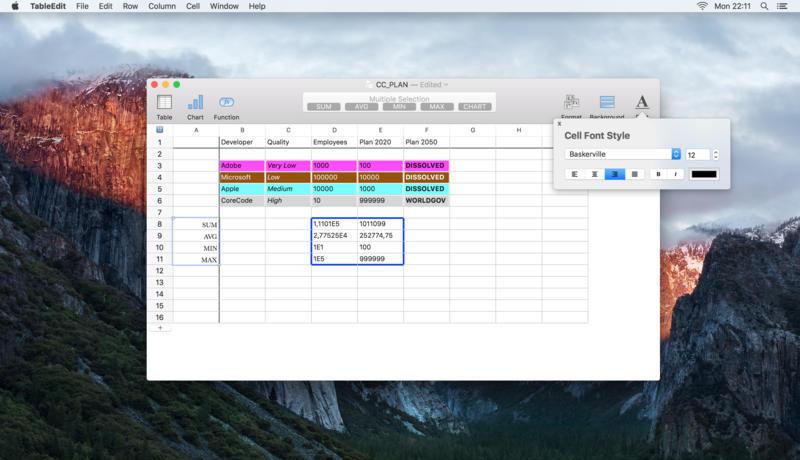 TableEdit File Edit Row Column Cell Window Help Mon 22:11
CC_PLAN — Edited
Multiple Selection
SUM AVG MIN MAX CHART
Table Chart Function Format Background
A B C D E F G H
1 Developer Quality Employees Plan 2020 Plan 2050
2
3 Adobe Very Low 1000 100 DISSOLVED
4 Microsoft Low 100000 10000 DISSOLVED
5 Apple Medium 10000 1000 DISSOLVED
6 CoreCode High 10 999999 WORLDGOV
7
8 SUM 1,1101E5 1011099
9 AVG 2,77525E4 252774,75
10 MIN 1E1 100
11 MAX 1E5 999999
12
13
14
15
16
+
x
Cell Font Style
Baskerville 12
B I